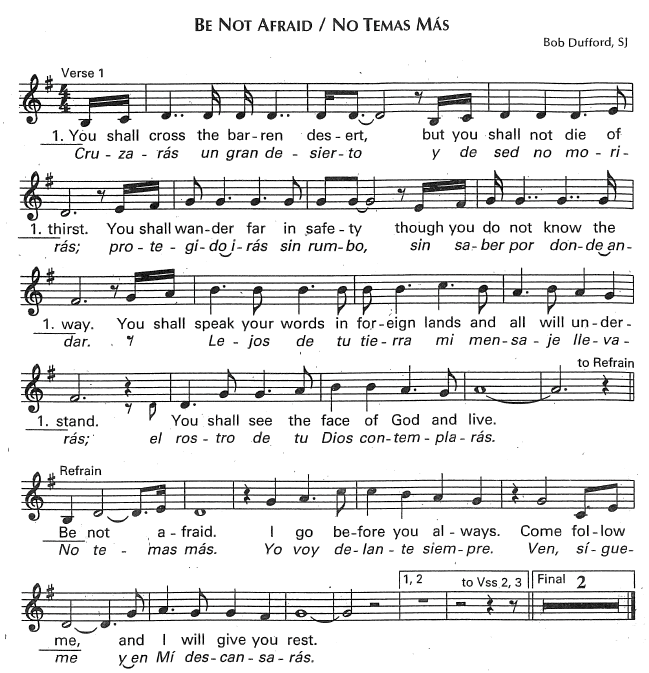 BE NOT AFRAID / NO TEMAS MÁS
Bob Dufford, SJ
Verse 1
1. You shall cross the bar-ren des-ert, but you shall not die of
Cru-za-rás un gran de-sier-to y de sed no mo-ri-
1. thirst. You shall wan-der far in safe-ty though you do not know the
rás; pro-te-gi-do irás sin rum-bo, sin sa-ber por don-de an-
1. way. You shall speak your words in for-eign lands and all will un-der-
dar. Le-jos de tu tie-rra mi men-sa-je lle-va-
to Refrain
1. stand. You shall see the face of God and live.
rás; el ros-tro de tu Dios con-tem-pla-rás.
Refrain
Be not a-fraid. I go be-fore you al-ways. Come fol-low
No te-mas más. Yo voy de-lan-te siem-pre. Ven, sí-gue-
1, 2 to Vss 2, 3 Final 2
me, and I will give you rest.
me y en Mí des-can-sa-rás.